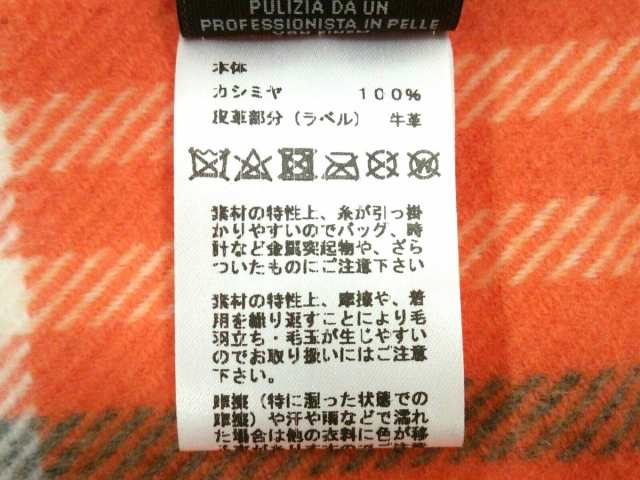 PULIZIA DA UN
PROFESSIONISTA IN PELLE
本体
カシミヤ 100%
皮革部分（ラベル） 牛革
素材の特性上、糸が引っ掛
かりやすいのでバッグ、時
計など金属突起物や、ざら
ついたものにご注意下さい
素材の特性上、摩擦や、着
用を繰り返すことにより毛
羽立ち・毛玉が生じやすい
のでお取り扱いにはご注意
下さい。
摩擦（特に湿った状態での
摩擦）や汗や雨などで濡れ
た場合は他の衣料に色が移